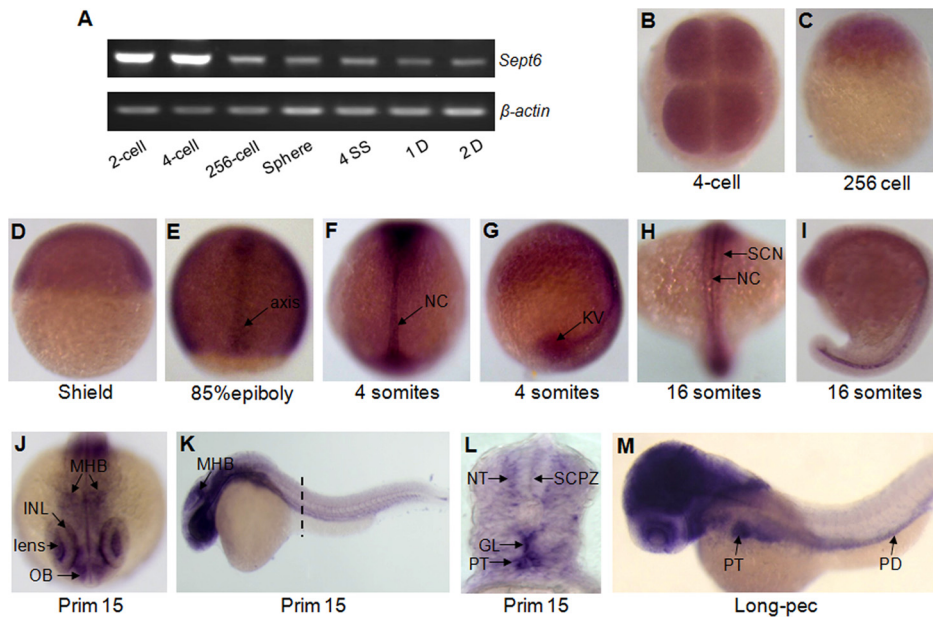 A
Sept6
β-actin
2-cell 4-cell 256-cell Sphere 4 SS 1 D 2 D
B
4-cell
C
256 cell
D
Shield
E
axis
85%epiboly
F
NC
4 somites
G
KV
4 somites
H
SCN
NC
16 somites
I
16 somites
J
MHB
INL
lens
OB
Prim 15
K
MHB
Prim 15
L
NT SCPZ
GL
PT
Prim 15
M
PT PD
Long-pec